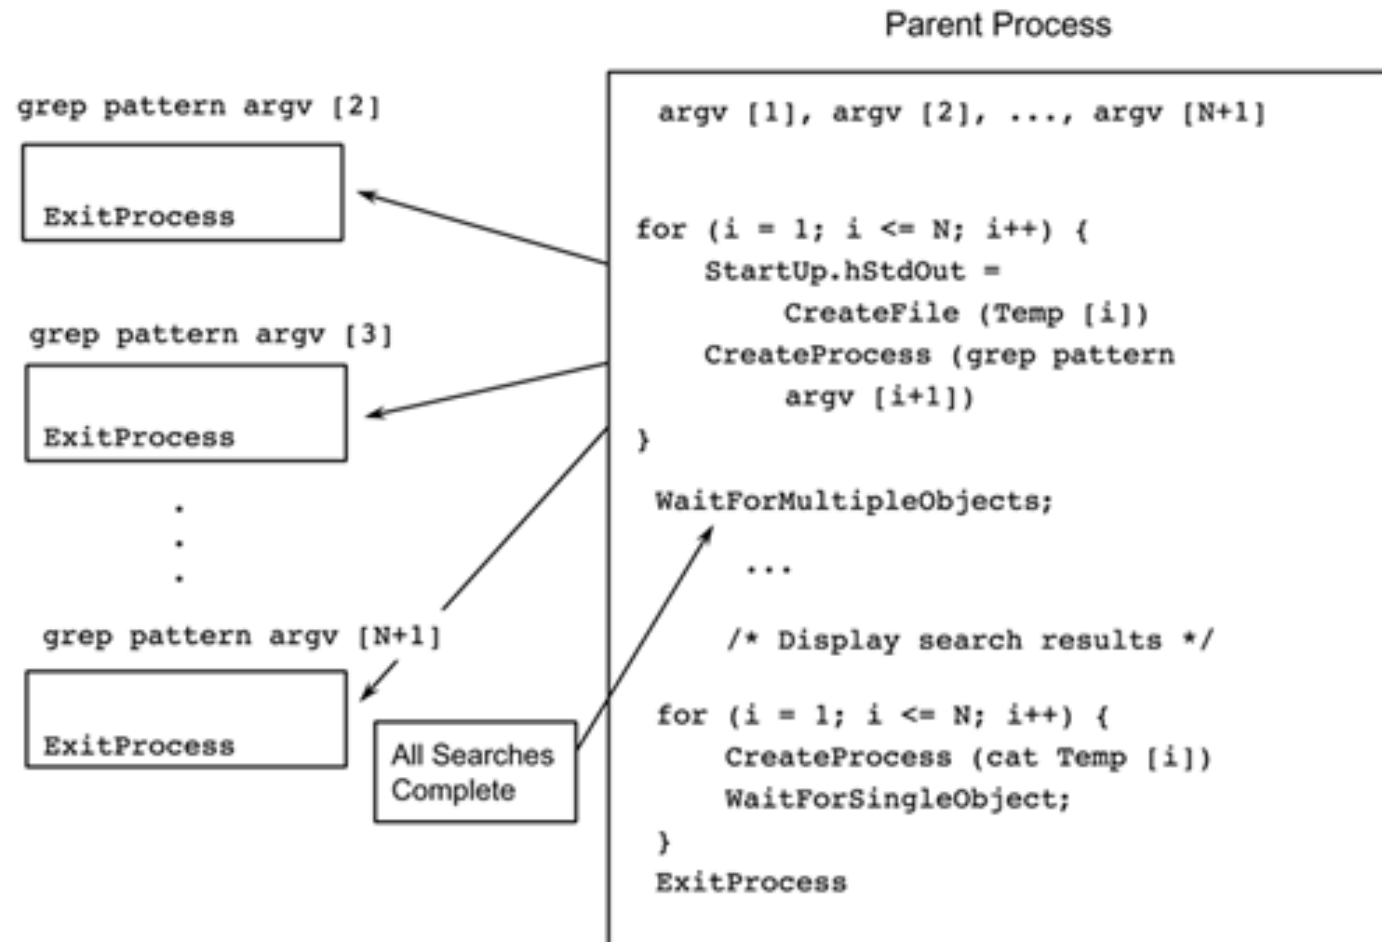 Parent Process
grep pattern argv [2]
ExitProcess
grep pattern argv [3]
ExitProcess
.
.
.
grep pattern argv [N+1]
ExitProcess
All Searches
Complete
argv [1], argv [2], ..., argv [N+1]
for (i = 1; i <= N; i++) {
StartUp.hStdOut =
CreateFile (Temp [i])
CreateProcess (grep pattern
argv [i+1])
}
WaitForMultipleObjects;
...
/* Display search results */
for (i = 1; i <= N; i++) {
CreateProcess (cat Temp [i])
WaitForSingleObject;
}
ExitProcess